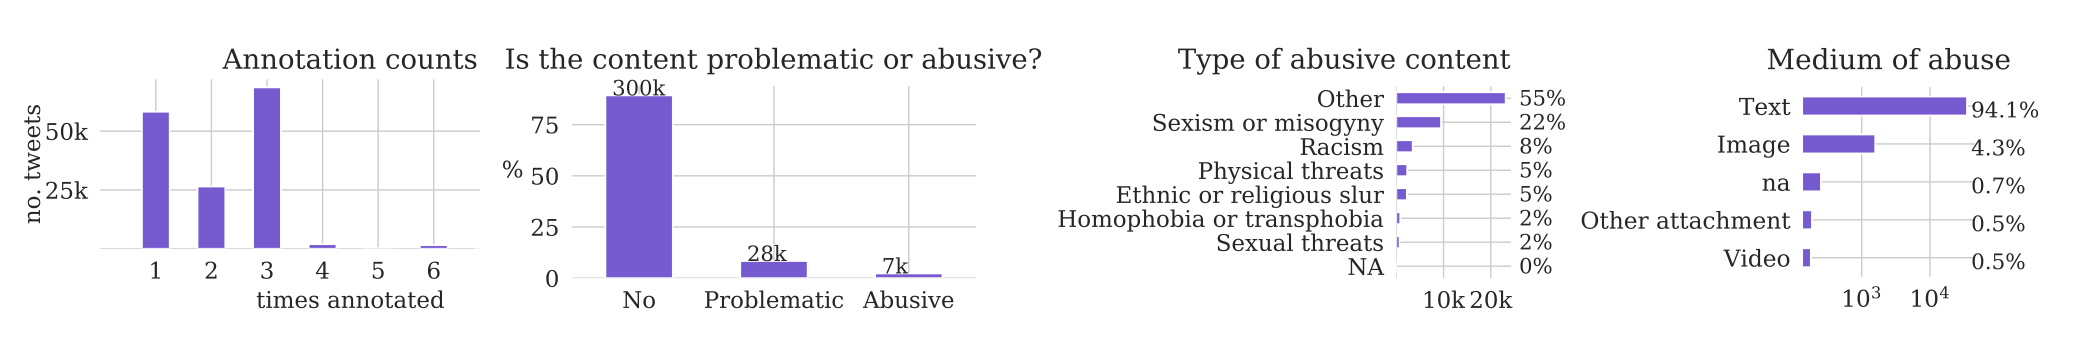 Annotation counts
no. tweets
50k
25k
1 2 3 4 5 6
times annotated
Is the content problematic or abusive?
%
75
50
25
0
300k
28k
7k
No Problematic Abusive
Type of abusive content
Other 55%
Sexism or misogyny 22%
Racism 8%
Physical threats 5%
Ethnic or religious slur 5%
Homophobia or transphobia 2%
Sexual threats 2%
NA 0%
10k 20k
Medium of abuse
Text 94.1%
Image 4.3%
na 0.7%
Other attachment 0.5%
Video 0.5%
10³ 10⁴